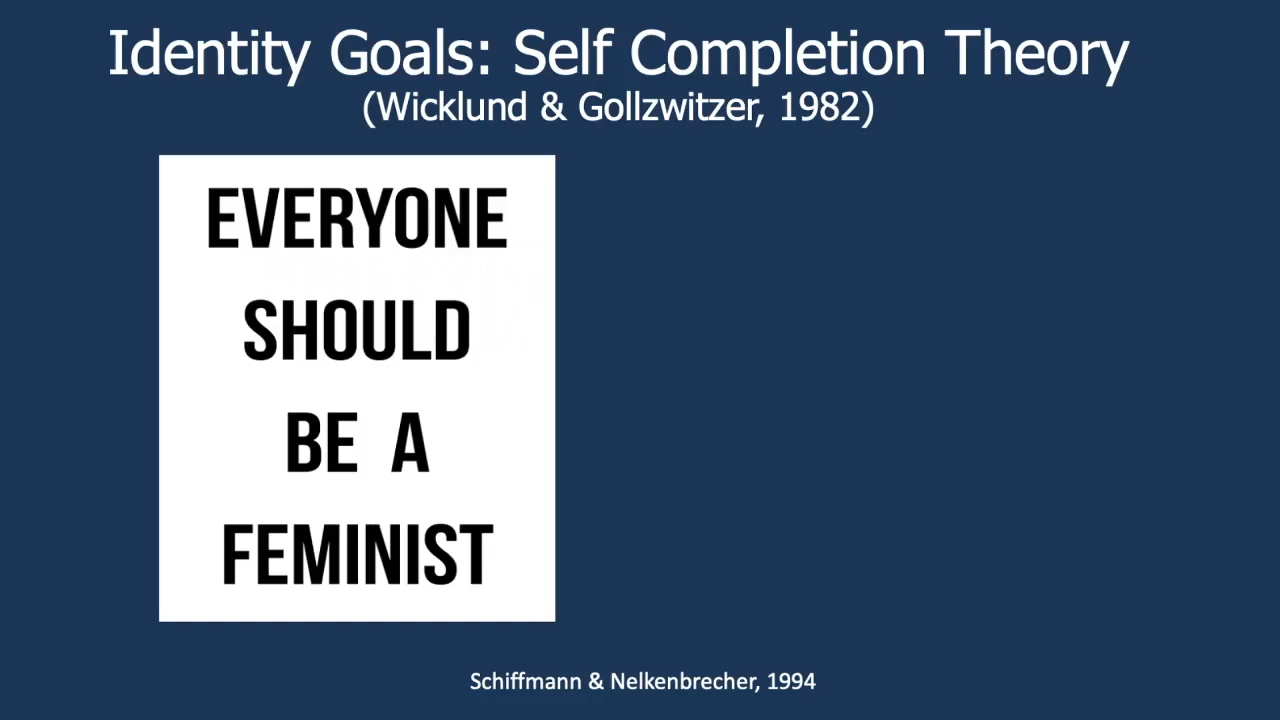 Identity Goals: Self Completion Theory
(Wicklund & Gollzwitzer, 1982)
EVERYONE
SHOULD
BE A
FEMINIST
Schiffmann & Nelkenbrecher, 1994